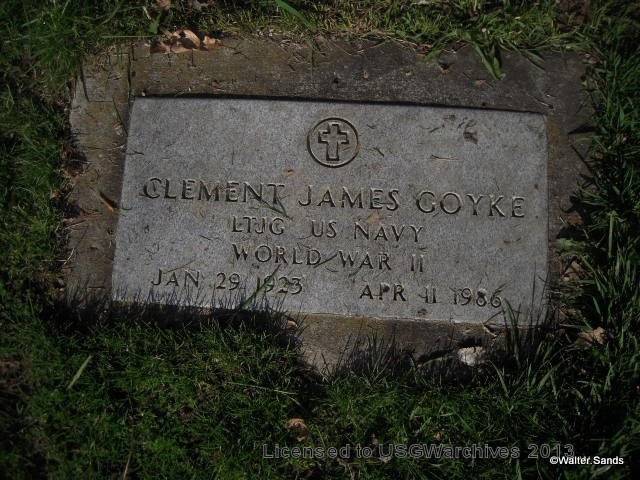 CLEMENT JAMES GOYKE
LTJG US NAVY
WORLD WAR II
JAN 29 1923 APR 11 1986
Licensed to USGWarchives 2013
©Walter.Sands